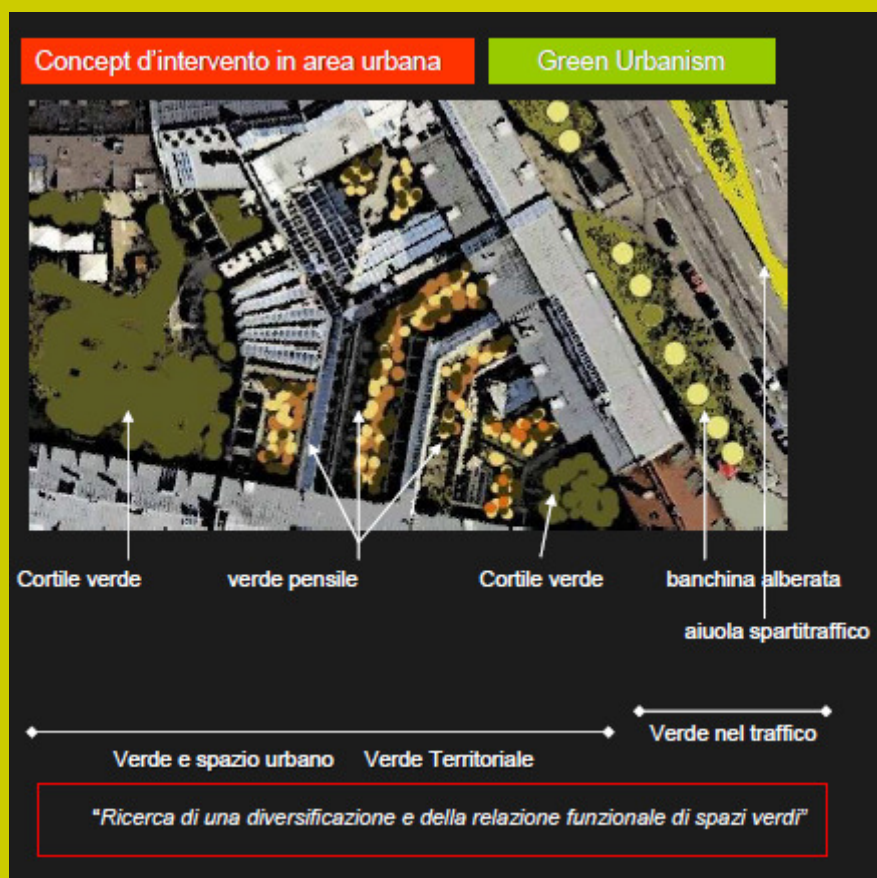 Concept d'intervento in area urbana
Green Urbanism
Cortile verde
verde pensile
Cortile verde
banchina alberata
aiuola spartitraffico
Verde nel traffico
Verde e spazio urbano
Verde Territoriale
"Ricerca di una diversificazione e della relazione funzionale di spazi verdi"